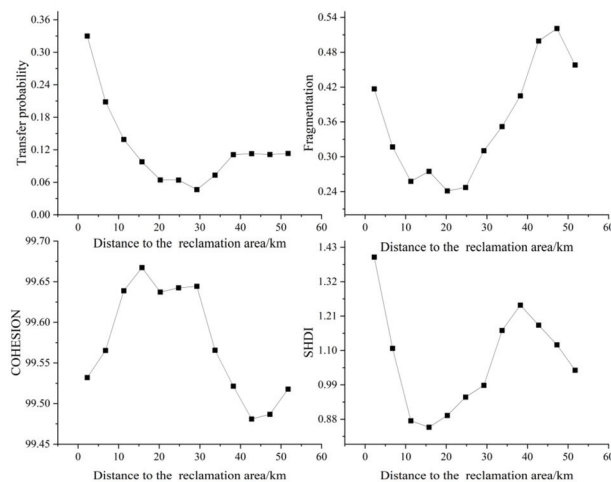 Transfer probability
0.36
0.30
0.24
0.18
0.12
0.06
0.00
0 10 20 30 40 50 60
Distance to the reclamation area/km
Fragmentation
0.54
0.48
0.42
0.36
0.30
0.24
0 10 20 30 40 50 60
Distance to the reclamation area/km
COHESION
99.70
99.65
99.60
99.55
99.50
99.45
0 10 20 30 40 50 60
Distance to the reclamation area/km
SHDI
1.43
1.32
1.21
1.10
0.99
0.88
0 10 20 30 40 50 60
Distance to the reclamation area/km